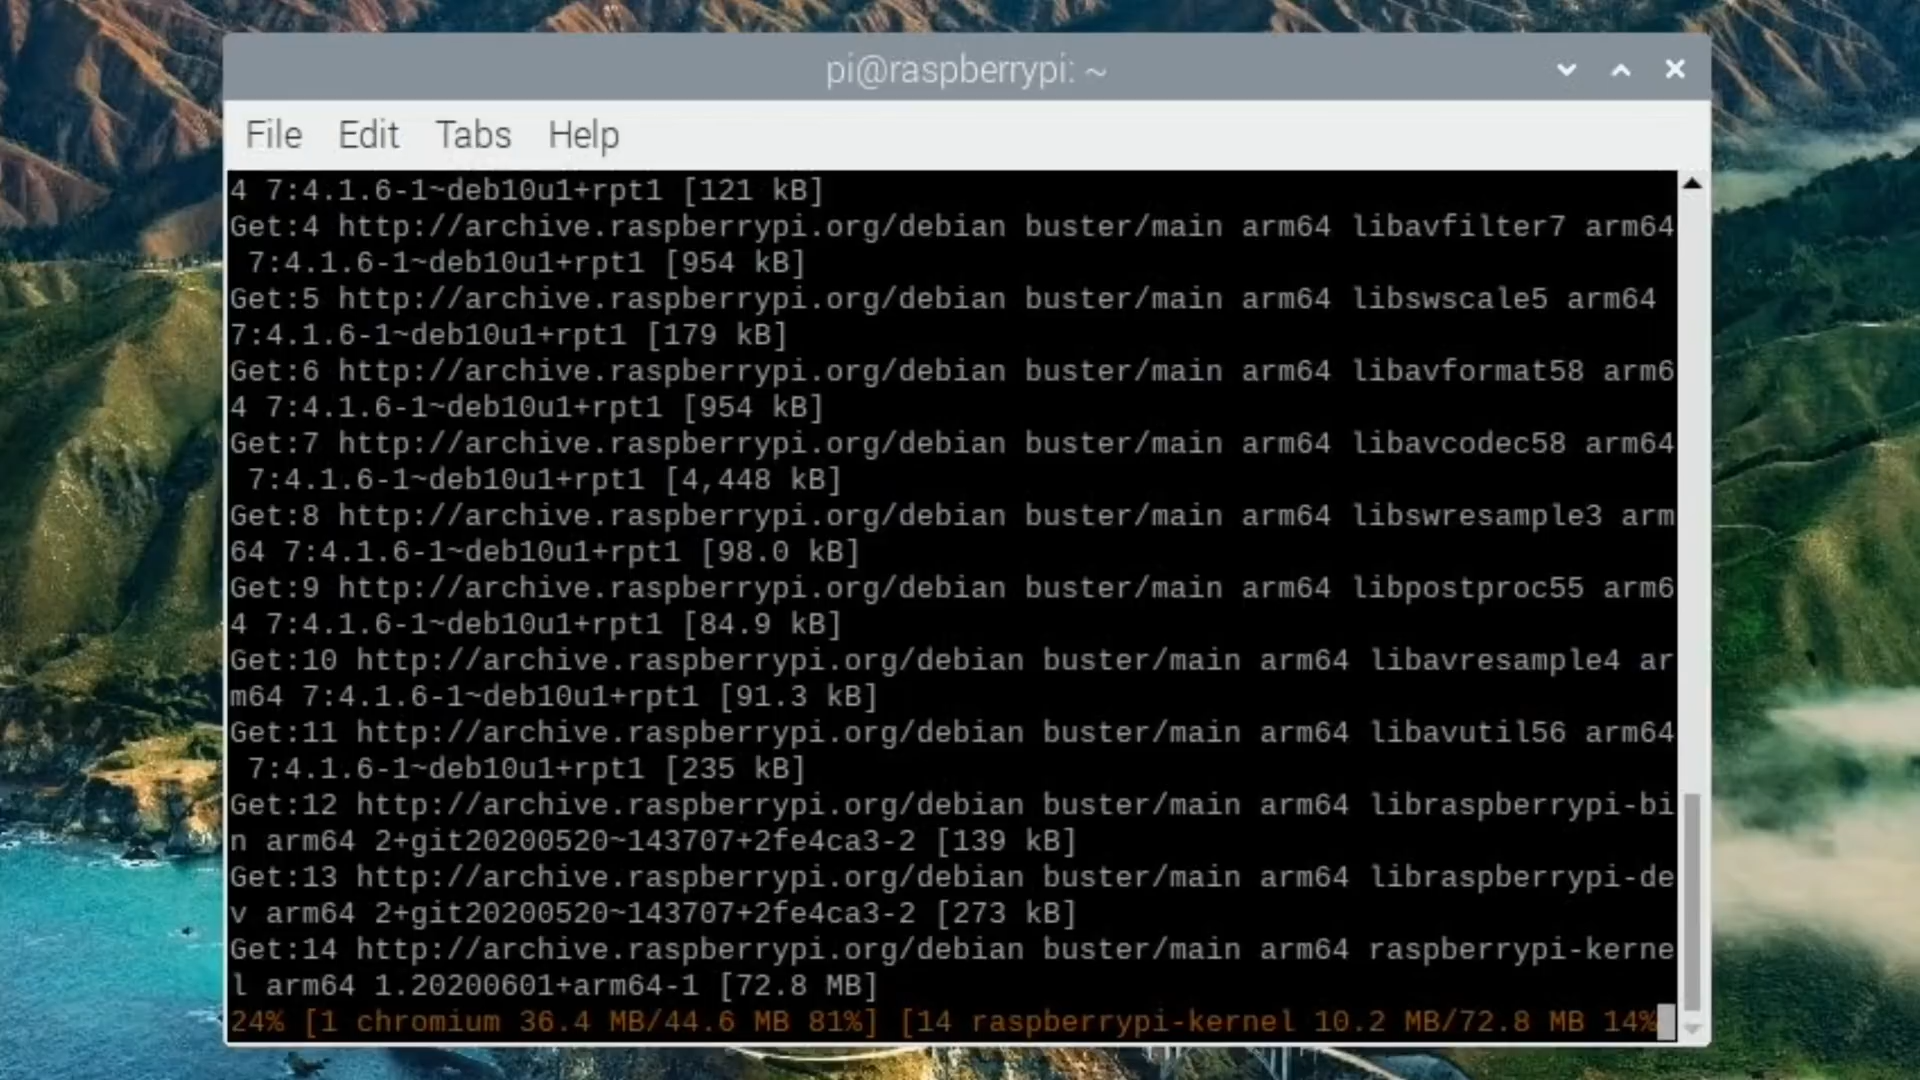 pi@raspberrypi: ~
File Edit Tabs Help
4 7:4.1.6-1~deb10u1+rpt1 [121 kB]
Get:4 http://archive.raspberrypi.org/debian buster/main arm64 libavfilter7 arm64
 7:4.1.6-1~deb10u1+rpt1 [954 kB]
Get:5 http://archive.raspberrypi.org/debian buster/main arm64 libswscale5 arm64
7:4.1.6-1~deb10u1+rpt1 [179 kB]
Get:6 http://archive.raspberrypi.org/debian buster/main arm64 libavformat58 arm6
4 7:4.1.6-1~deb10u1+rpt1 [954 kB]
Get:7 http://archive.raspberrypi.org/debian buster/main arm64 libavcodec58 arm64
 7:4.1.6-1~deb10u1+rpt1 [4,448 kB]
Get:8 http://archive.raspberrypi.org/debian buster/main arm64 libswresample3 arm
64 7:4.1.6-1~deb10u1+rpt1 [98.0 kB]
Get:9 http://archive.raspberrypi.org/debian buster/main arm64 libpostproc55 arm6
4 7:4.1.6-1~deb10u1+rpt1 [84.9 kB]
Get:10 http://archive.raspberrypi.org/debian buster/main arm64 libavresample4 ar
m64 7:4.1.6-1~deb10u1+rpt1 [91.3 kB]
Get:11 http://archive.raspberrypi.org/debian buster/main arm64 libavutil56 arm64
 7:4.1.6-1~deb10u1+rpt1 [235 kB]
Get:12 http://archive.raspberrypi.org/debian buster/main arm64 libraspberrypi-bi
n arm64 2+git20200520~143707+2fe4ca3-2 [139 kB]
Get:13 http://archive.raspberrypi.org/debian buster/main arm64 libraspberrypi-de
v arm64 2+git20200520~143707+2fe4ca3-2 [273 kB]
Get:14 http://archive.raspberrypi.org/debian buster/main arm64 raspberrypi-kerne
l arm64 1.20200601+arm64-1 [72.8 MB]
24% [1 chromium 36.4 MB/44.6 MB 81%] [14 raspberrypi-kernel 10.2 MB/72.8 MB 14%